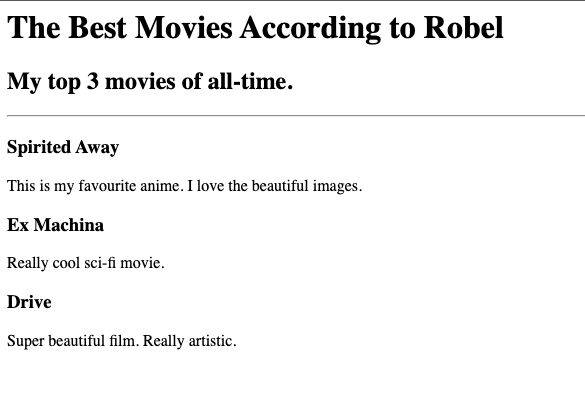 The Best Movies According to Robel
My top 3 movies of all-time.
Spirited Away
This is my favourite anime. I love the beautiful images.
Ex Machina
Really cool sci-fi movie.
Drive
Super beautiful film. Really artistic.